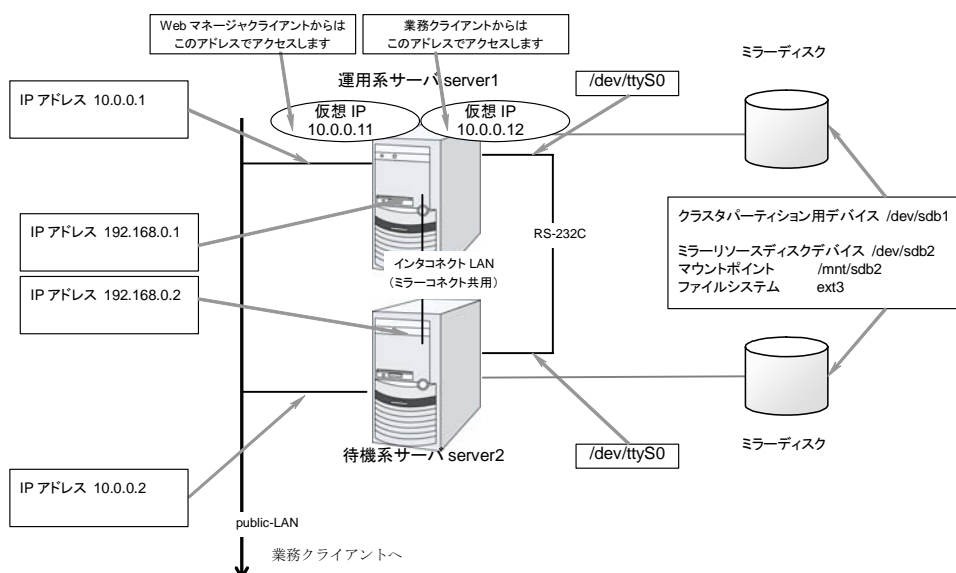 Web マネージャクライアントからは
このアドレスでアクセスします
業務クライアントからは
このアドレスでアクセスします
ミラーディスク
運用系サーバ server1
/dev/ttyS0
IP アドレス 10.0.0.1
仮想 IP
10.0.0.11
仮想 IP
10.0.0.12
クラスタパーティション用デバイス /dev/sdb1
ミラーリソースディスクデバイス /dev/sdb2
マウントポイント /mnt/sdb2
ファイルシステム ext3
IP アドレス 192.168.0.1
RS-232C
インタコネクト LAN
（ミラーコネクト共用）
IP アドレス 192.168.0.2
ミラーディスク
待機系サーバ server2
/dev/ttyS0
IP アドレス 10.0.0.2
public-LAN
業務クライアントへ